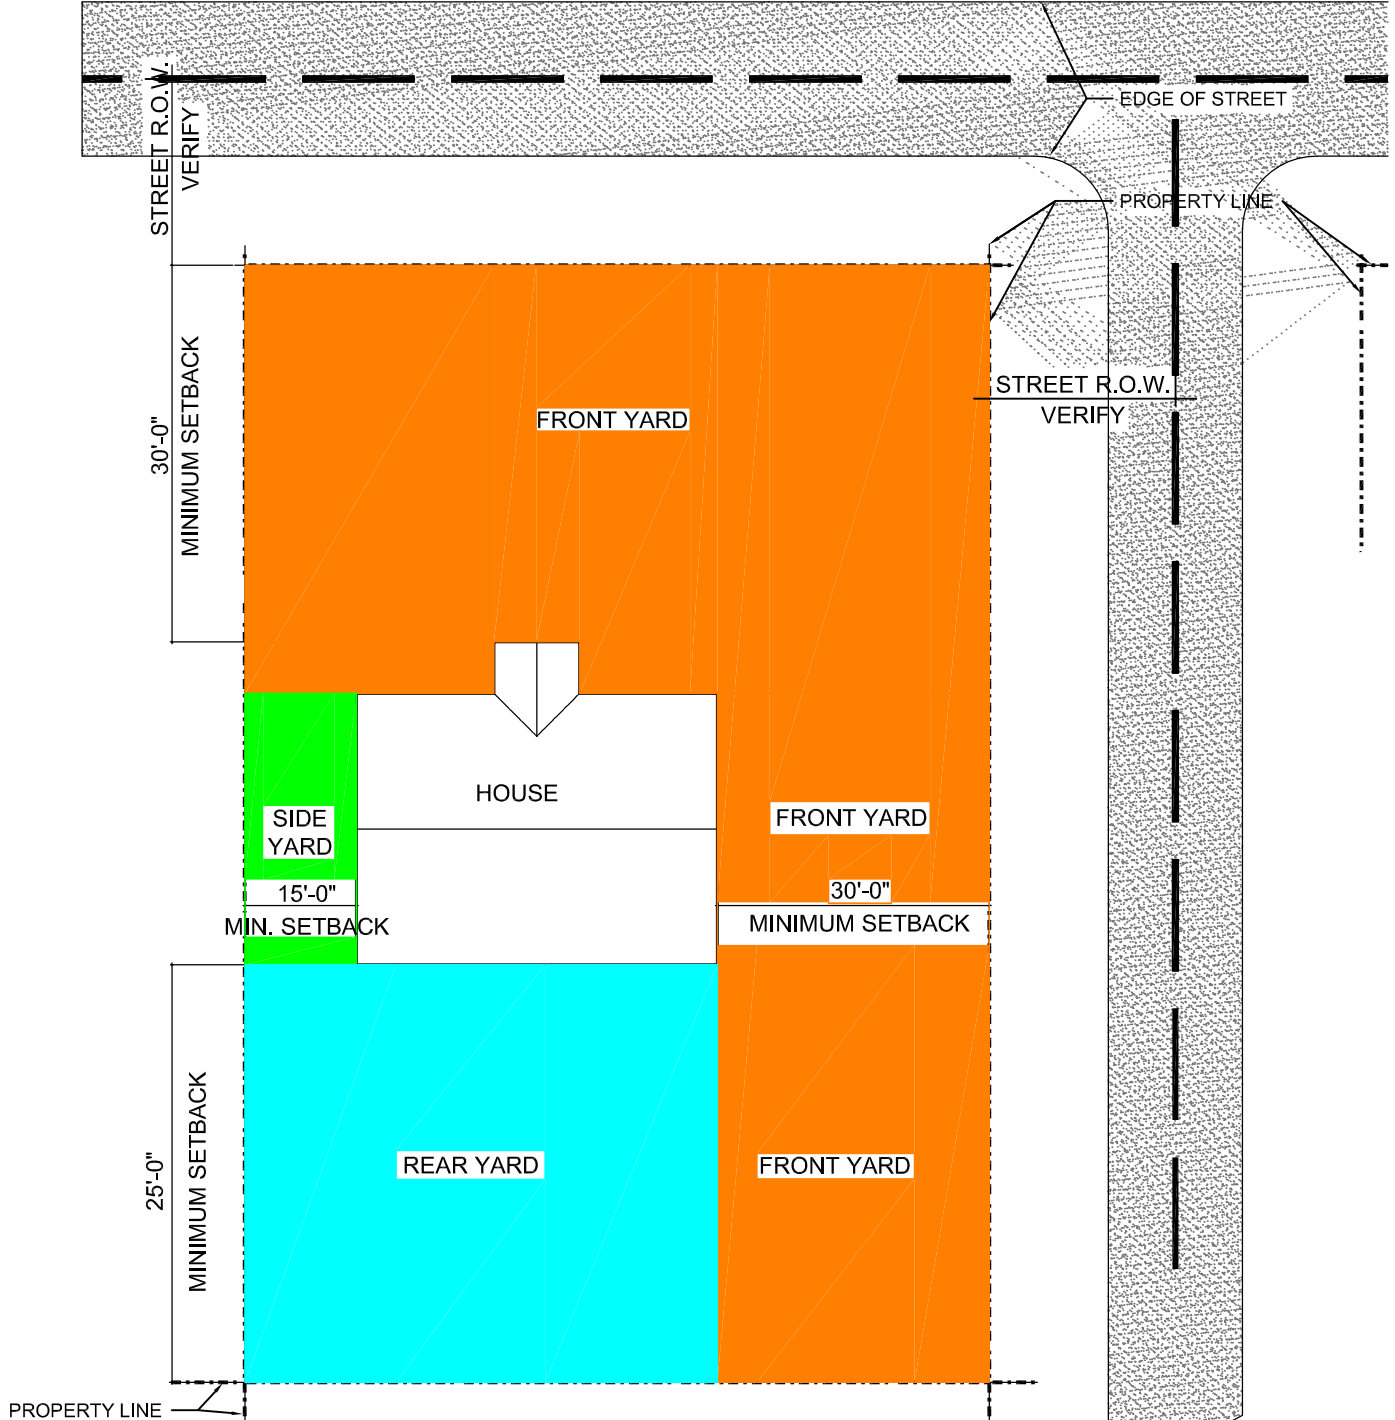 EDGE OF STREET
STREET R.O.W.
VERIFY
PROPERTY LINE
30'-0"
MINIMUM SETBACK
STREET R.O.W.
VERIFY
FRONT YARD
HOUSE
SIDE
YARD
FRONT YARD
15'-0"
MIN. SETBACK
30'-0"
MINIMUM SETBACK
25'-0"
MINIMUM SETBACK
REAR YARD
FRONT YARD
PROPERTY LINE